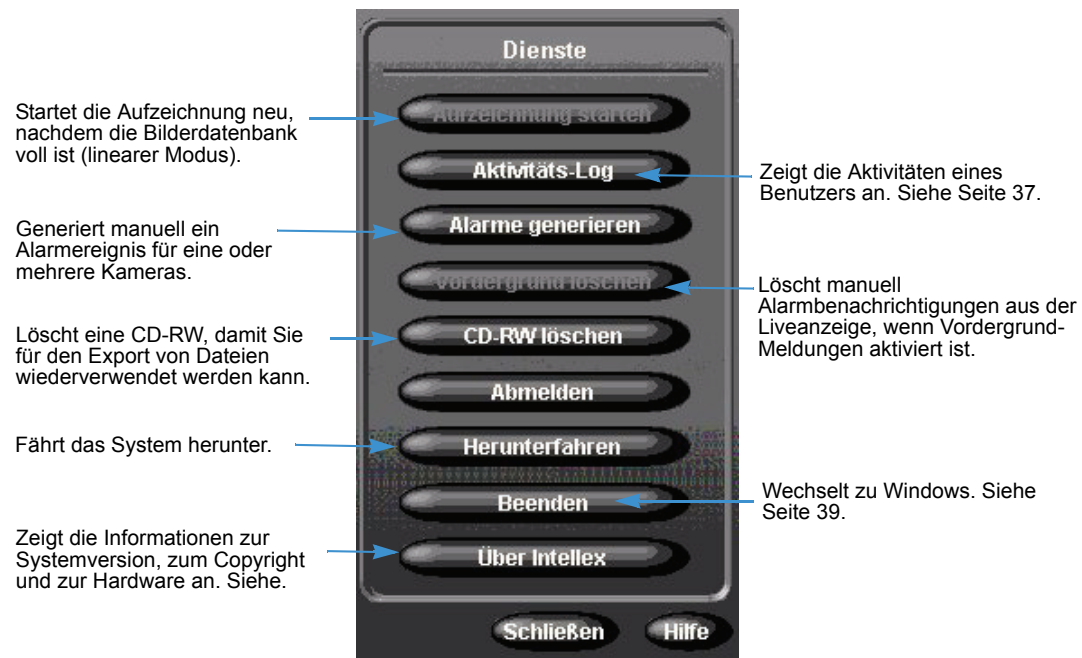 Dienste
Startet die Aufzeichnung neu,
nachdem die Bilderdatenbank
voll ist (linearer Modus).
Aufzeichnung starten
Aktivitäts-Log
Zeigt die Aktivitäten eines
Benutzers an. Siehe Seite 37.
Generiert manuell ein
Alarmereignis für eine oder
mehrere Kameras.
Alarme generieren
Vordergrund löschen
Löscht manuell
Alarmbenachrichtigungen aus der
Liveanzeige, wenn Vordergrund-
Meldungen aktiviert ist.
Löscht eine CD-RW, damit Sie
für den Export von Dateien
wiederverwendet werden kann.
CD-RW löschen
Abmelden
Fährt das System herunter.
Herunterfahren
Beenden
Wechselt zu Windows. Siehe
Seite 39.
Zeigt die Informationen zur
Systemversion, zum Copyright
und zur Hardware an. Siehe.
Über Intellex
Schließen
Hilfe